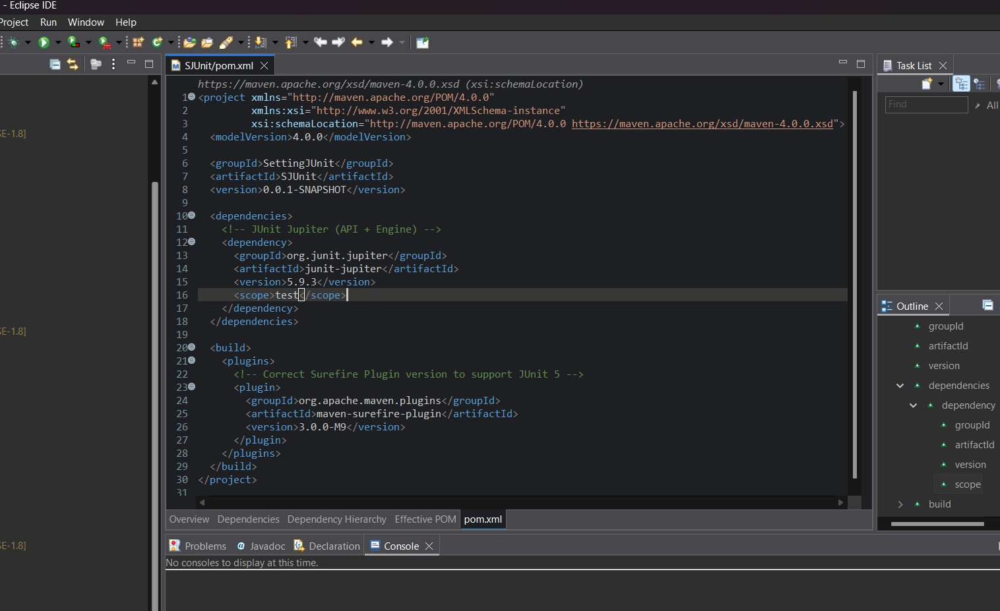 - Eclipse IDE
Project Run Window Help
SJUnit/pom.xml
https://maven.apache.org/xsd/maven-4.0.0.xsd (xsi:schemaLocation)
1 <project xmlns="http://maven.apache.org/POM/4.0.0"
2 xmlns:xsi="http://www.w3.org/2001/XMLSchema-instance"
3 xsi:schemaLocation="http://maven.apache.org/POM/4.0.0 https://maven.apache.org/xsd/maven-4.0.0.xsd">
4 <modelVersion>4.0.0</modelVersion>
5
6 <groupId>SettingJUnit</groupId>
7 <artifactId>SJUnit</artifactId>
8 <version>0.0.1-SNAPSHOT</version>
9
10 <dependencies>
11 <!-- JUnit Jupiter (API + Engine) -->
12 <dependency>
13 <groupId>org.junit.jupiter</groupId>
14 <artifactId>junit-jupiter</artifactId>
15 <version>5.9.3</version>
16 <scope>test</scope>
17 </dependency>
18 </dependencies>
19
20 <build>
21 <plugins>
22 <!-- Correct Surefire Plugin version to support JUnit 5 -->
23 <plugin>
24 <groupId>org.apache.maven.plugins</groupId>
25 <artifactId>maven-surefire-plugin</artifactId>
26 <version>3.0.0-M9</version>
27 </plugin>
28 </plugins>
29 </build>
30 </project>
31
Overview Dependencies Dependency Hierarchy Effective POM pom.xml
Problems Javadoc Declaration Console
No consoles to display at this time.
SE-1.8]
SE-1.8]
SE-1.8]
Task List
Find All
Outline
groupId
artifactId
version
dependencies
dependency
groupId
artifactId
version
scope
build